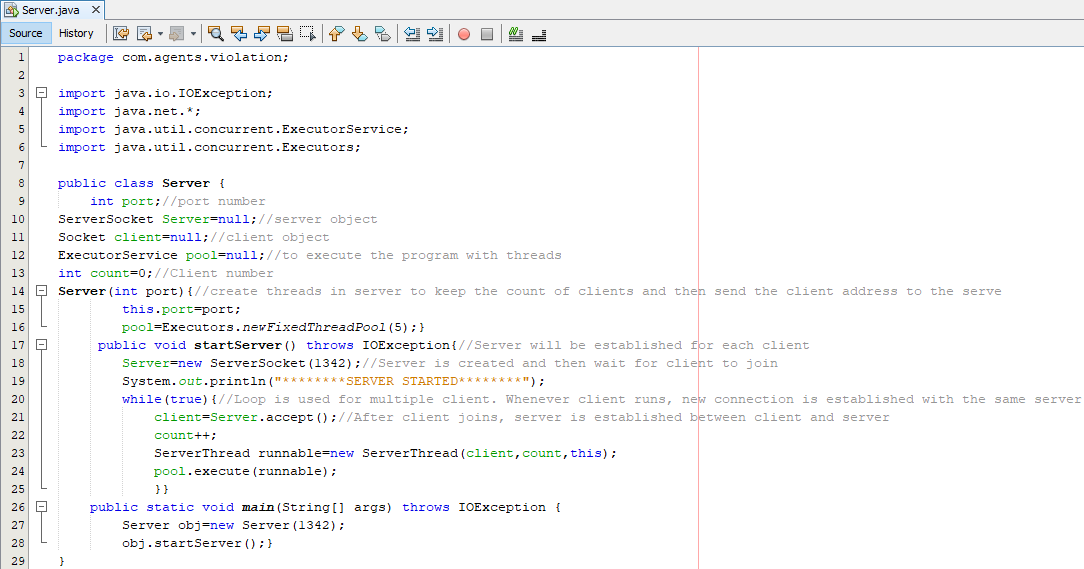 Server.java
Source History
1 package com.agents.violation;
2
3 import java.io.IOException;
4 import java.net.*;
5 import java.util.concurrent.ExecutorService;
6 import java.util.concurrent.Executors;
7
8 public class Server {
9 int port;//port number
10 ServerSocket Server=null;//server object
11 Socket client=null;//client object
12 ExecutorService pool=null;//to execute the program with threads
13 int count=0;//Client number
14 Server(int port){//create threads in server to keep the count of clients and then send the client address to the serve
15 this.port=port;
16 pool=Executors.newFixedThreadPool(5);}
17 public void startServer() throws IOException{//Server will be established for each client
18 Server=new ServerSocket(1342);//Server is created and then wait for client to join
19 System.out.println("********SERVER STARTED********");
20 while(true){//Loop is used for multiple client. Whenever client runs, new connection is established with the same server
21 client=Server.accept();//After client joins, server is established between client and server
22 count++;
23 ServerThread runnable=new ServerThread(client,count,this);
24 pool.execute(runnable);
25 }}
26 public static void main(String[] args) throws IOException {
27 Server obj=new Server(1342);
28 obj.startServer();}
29 }